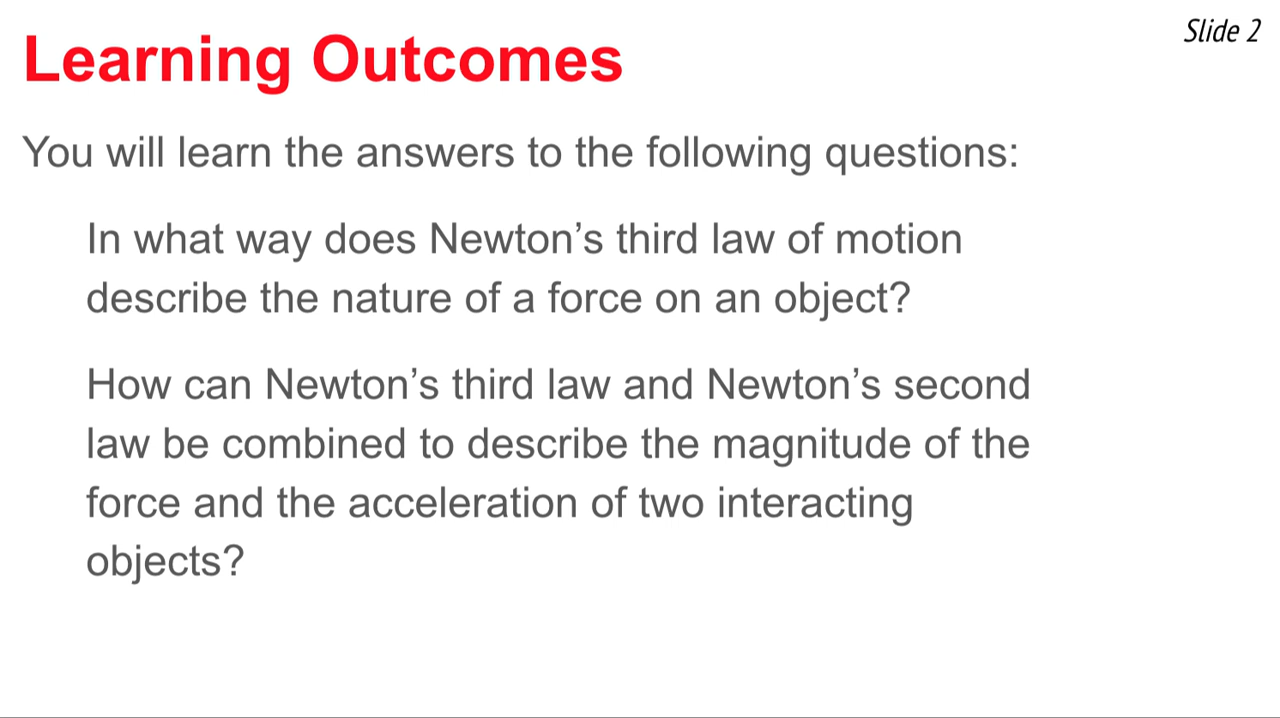 Slide 2
Learning Outcomes
You will learn the answers to the following questions:
In what way does Newton’s third law of motion
describe the nature of a force on an object?
How can Newton’s third law and Newton’s second
law be combined to describe the magnitude of the
force and the acceleration of two interacting
objects?